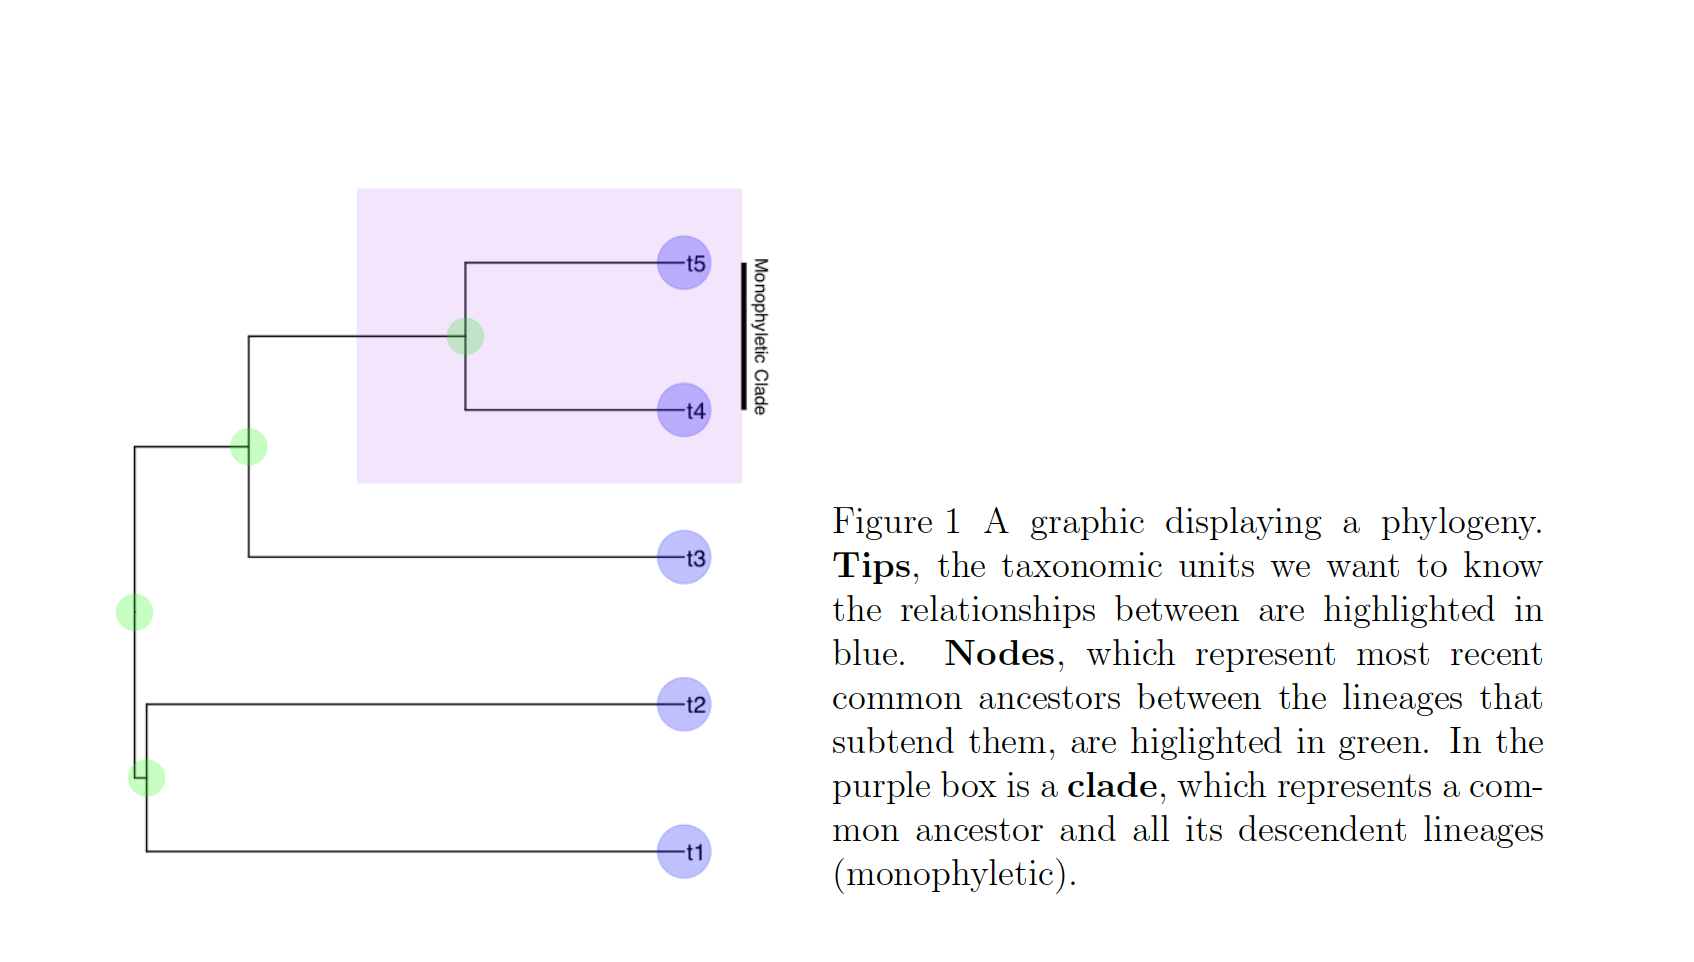 t5
Monophyletic Clade
t4
t3
t2
t1
Figure 1 A graphic displaying a phylogeny.
Tips, the taxonomic units we want to know
the relationships between are highlighted in
blue. Nodes, which represent most recent
common ancestors between the lineages that
subtend them, are higlighted in green. In the
purple box is a clade, which represents a com-
mon ancestor and all its descendent lineages
(monophyletic).